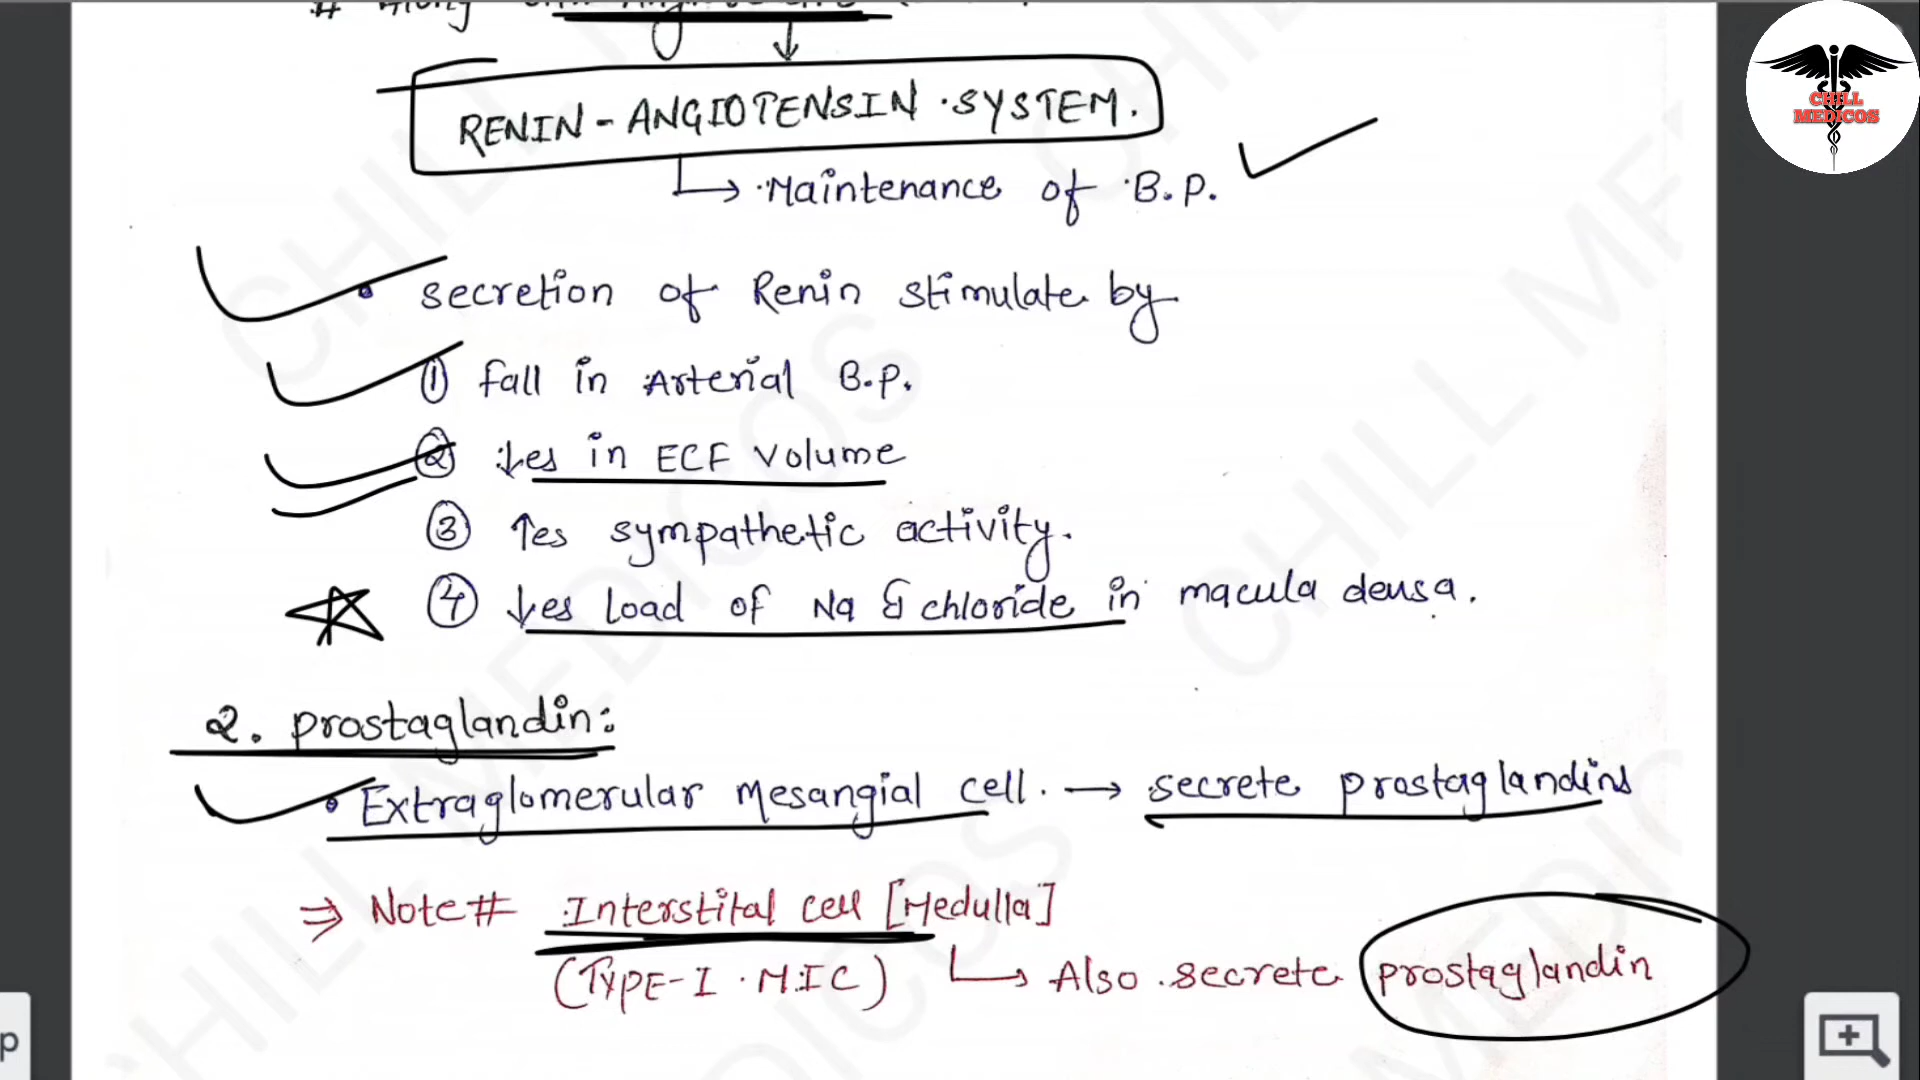 RENIN - ANGIOTENSIN SYSTEM.
CHILL
MEDICOS
Maintenance of B.P.
secretion of Renin stimulate by
① fall in Arterial B.P.
② ↓es in ECF volume
③ ↑es sympathetic activity.
④ ↓es Load of Na & chloride in macula densa.
2. prostaglandin:
• Extraglomerular mesangial cell. → secrete prostaglandins
⇒ Note# Interstital cell [Medulla]
(TYPE-I MIC) ↳ Also secrete prostaglandin
p
CHILL MEDICOS